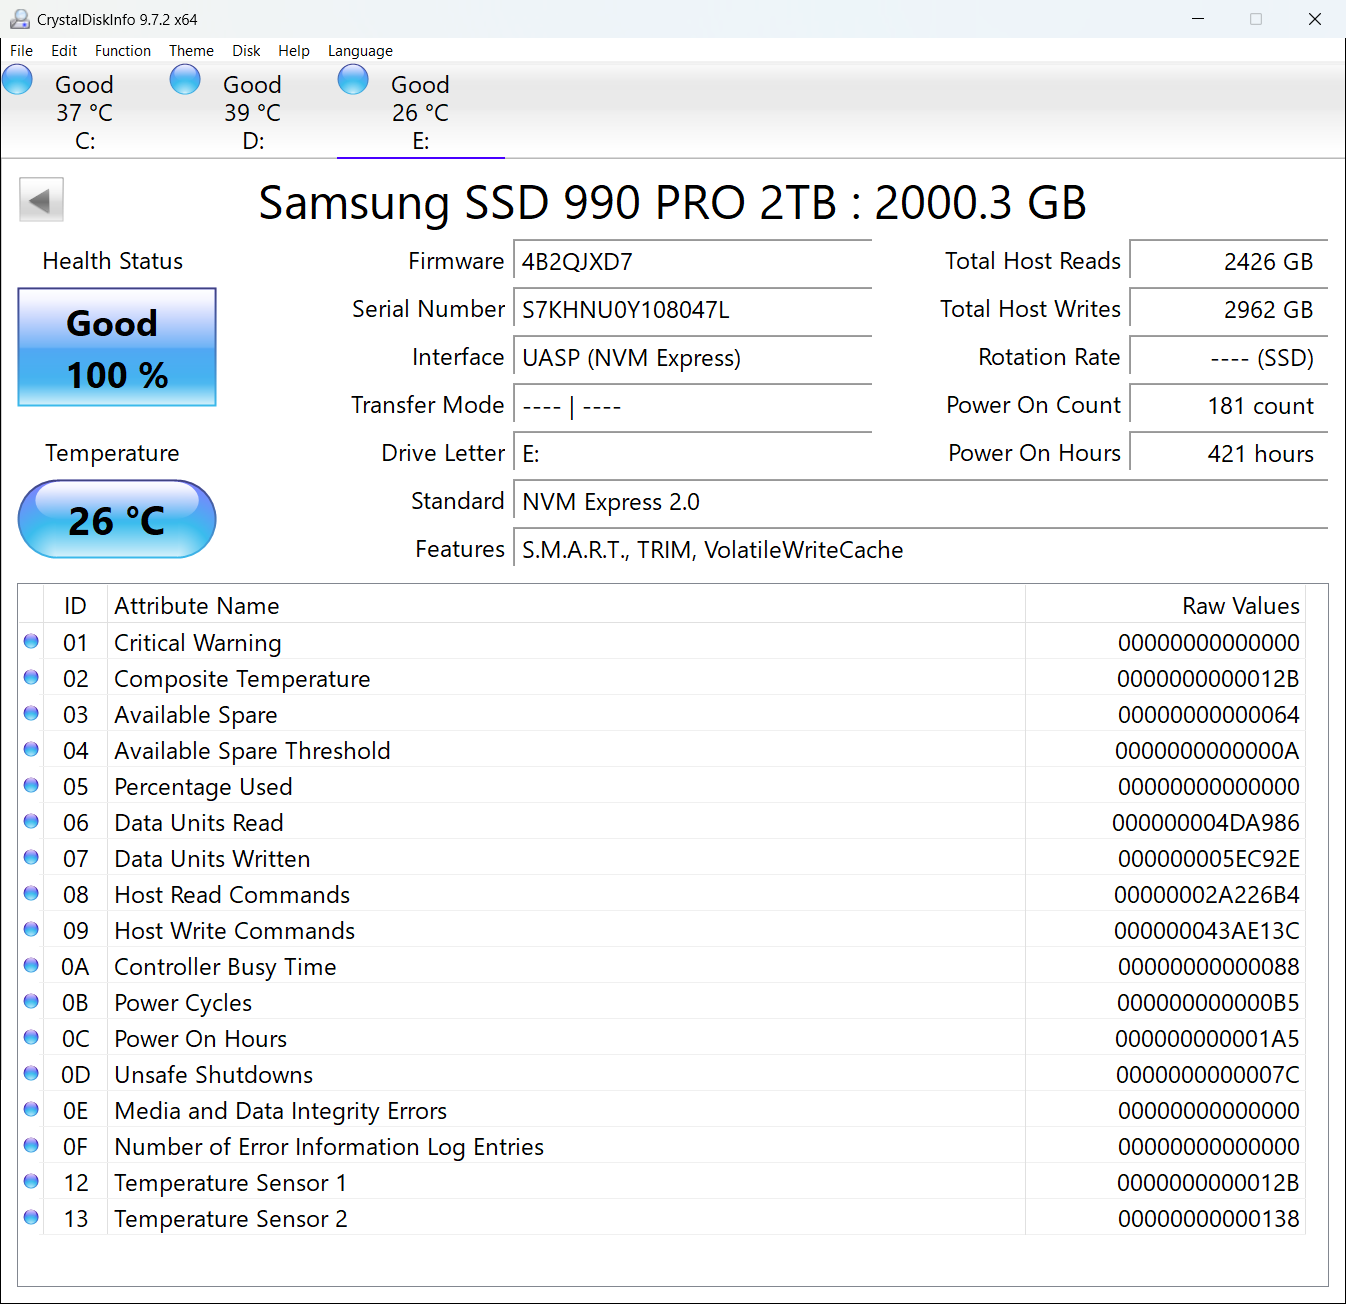 CrystalDiskInfo 9.7.2 x64
File Edit Function Theme Disk Help Language
Good Good Good
37 °C 39 °C 26 °C
C: D: E:
Samsung SSD 990 PRO 2TB : 2000.3 GB
Health Status
Good
100 %
Temperature
26 °C
Firmware 4B2QJXD7
Serial Number S7KHNU0Y108047L
Interface UASP (NVM Express)
Transfer Mode ---- | ----
Drive Letter E:
Standard NVM Express 2.0
Features S.M.A.R.T., TRIM, VolatileWriteCache
Total Host Reads 2426 GB
Total Host Writes 2962 GB
Rotation Rate ---- (SSD)
Power On Count 181 count
Power On Hours 421 hours
ID Attribute Name Raw Values
01 Critical Warning 00000000000000
02 Composite Temperature 0000000000012B
03 Available Spare 00000000000064
04 Available Spare Threshold 0000000000000A
05 Percentage Used 00000000000000
06 Data Units Read 000000004DA986
07 Data Units Written 000000005EC92E
08 Host Read Commands 00000002A226B4
09 Host Write Commands 000000043AE13C
0A Controller Busy Time 00000000000088
0B Power Cycles 000000000000B5
0C Power On Hours 000000000001A5
0D Unsafe Shutdowns 0000000000007C
0E Media and Data Integrity Errors 00000000000000
0F Number of Error Information Log Entries 00000000000000
12 Temperature Sensor 1 0000000000012B
13 Temperature Sensor 2 00000000000138